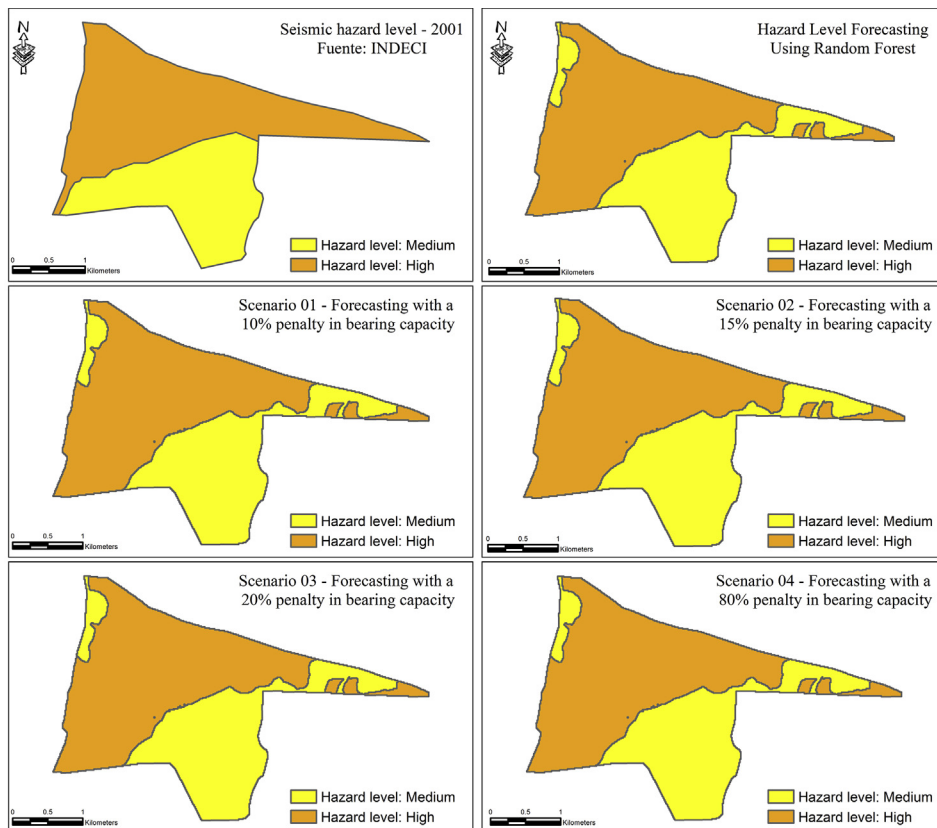 N
Seismic hazard level - 2001
Fuente: INDECI
Hazard level: Medium
Hazard level: High
0 0.5 1
Kilometers
N
Hazard Level Forecasting
Using Random Forest
Hazard level: Medium
Hazard level: High
0 0.5 1
Kilometers
Scenario 01 - Forecasting with a
10% penalty in bearing capacity
Hazard level: Medium
Hazard level: High
0 0.5 1
Kilometers
Scenario 02 - Forecasting with a
15% penalty in bearing capacity
Hazard level: Medium
Hazard level: High
0 0.5 1
Kilometers
Scenario 03 - Forecasting with a
20% penalty in bearing capacity
Hazard level: Medium
Hazard level: High
0 0.5 1
Kilometers
Scenario 04 - Forecasting with a
80% penalty in bearing capacity
Hazard level: Medium
Hazard level: High
0 0.5 1
Kilometers